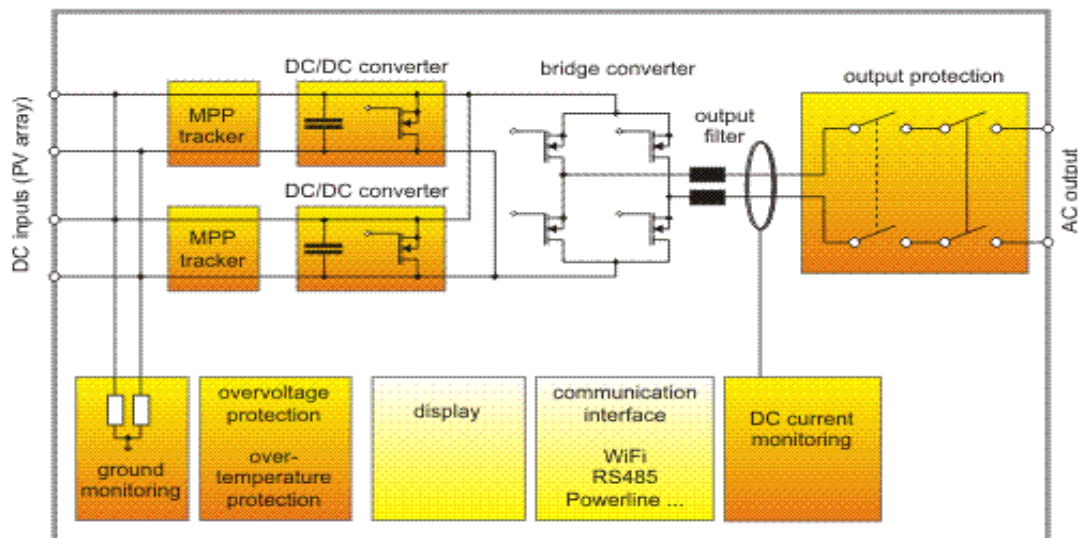 DC/DC converter
bridge converter
output protection
MPP
tracker
output
filter
DC inputs (PV array)
DC/DC converter
MPP
tracker
AC output
ground
monitoring
overvoltage
protection
over-
temperature
protection
display
communication
interface
WiFi
RS485
Powerline ...
DC current
monitoring